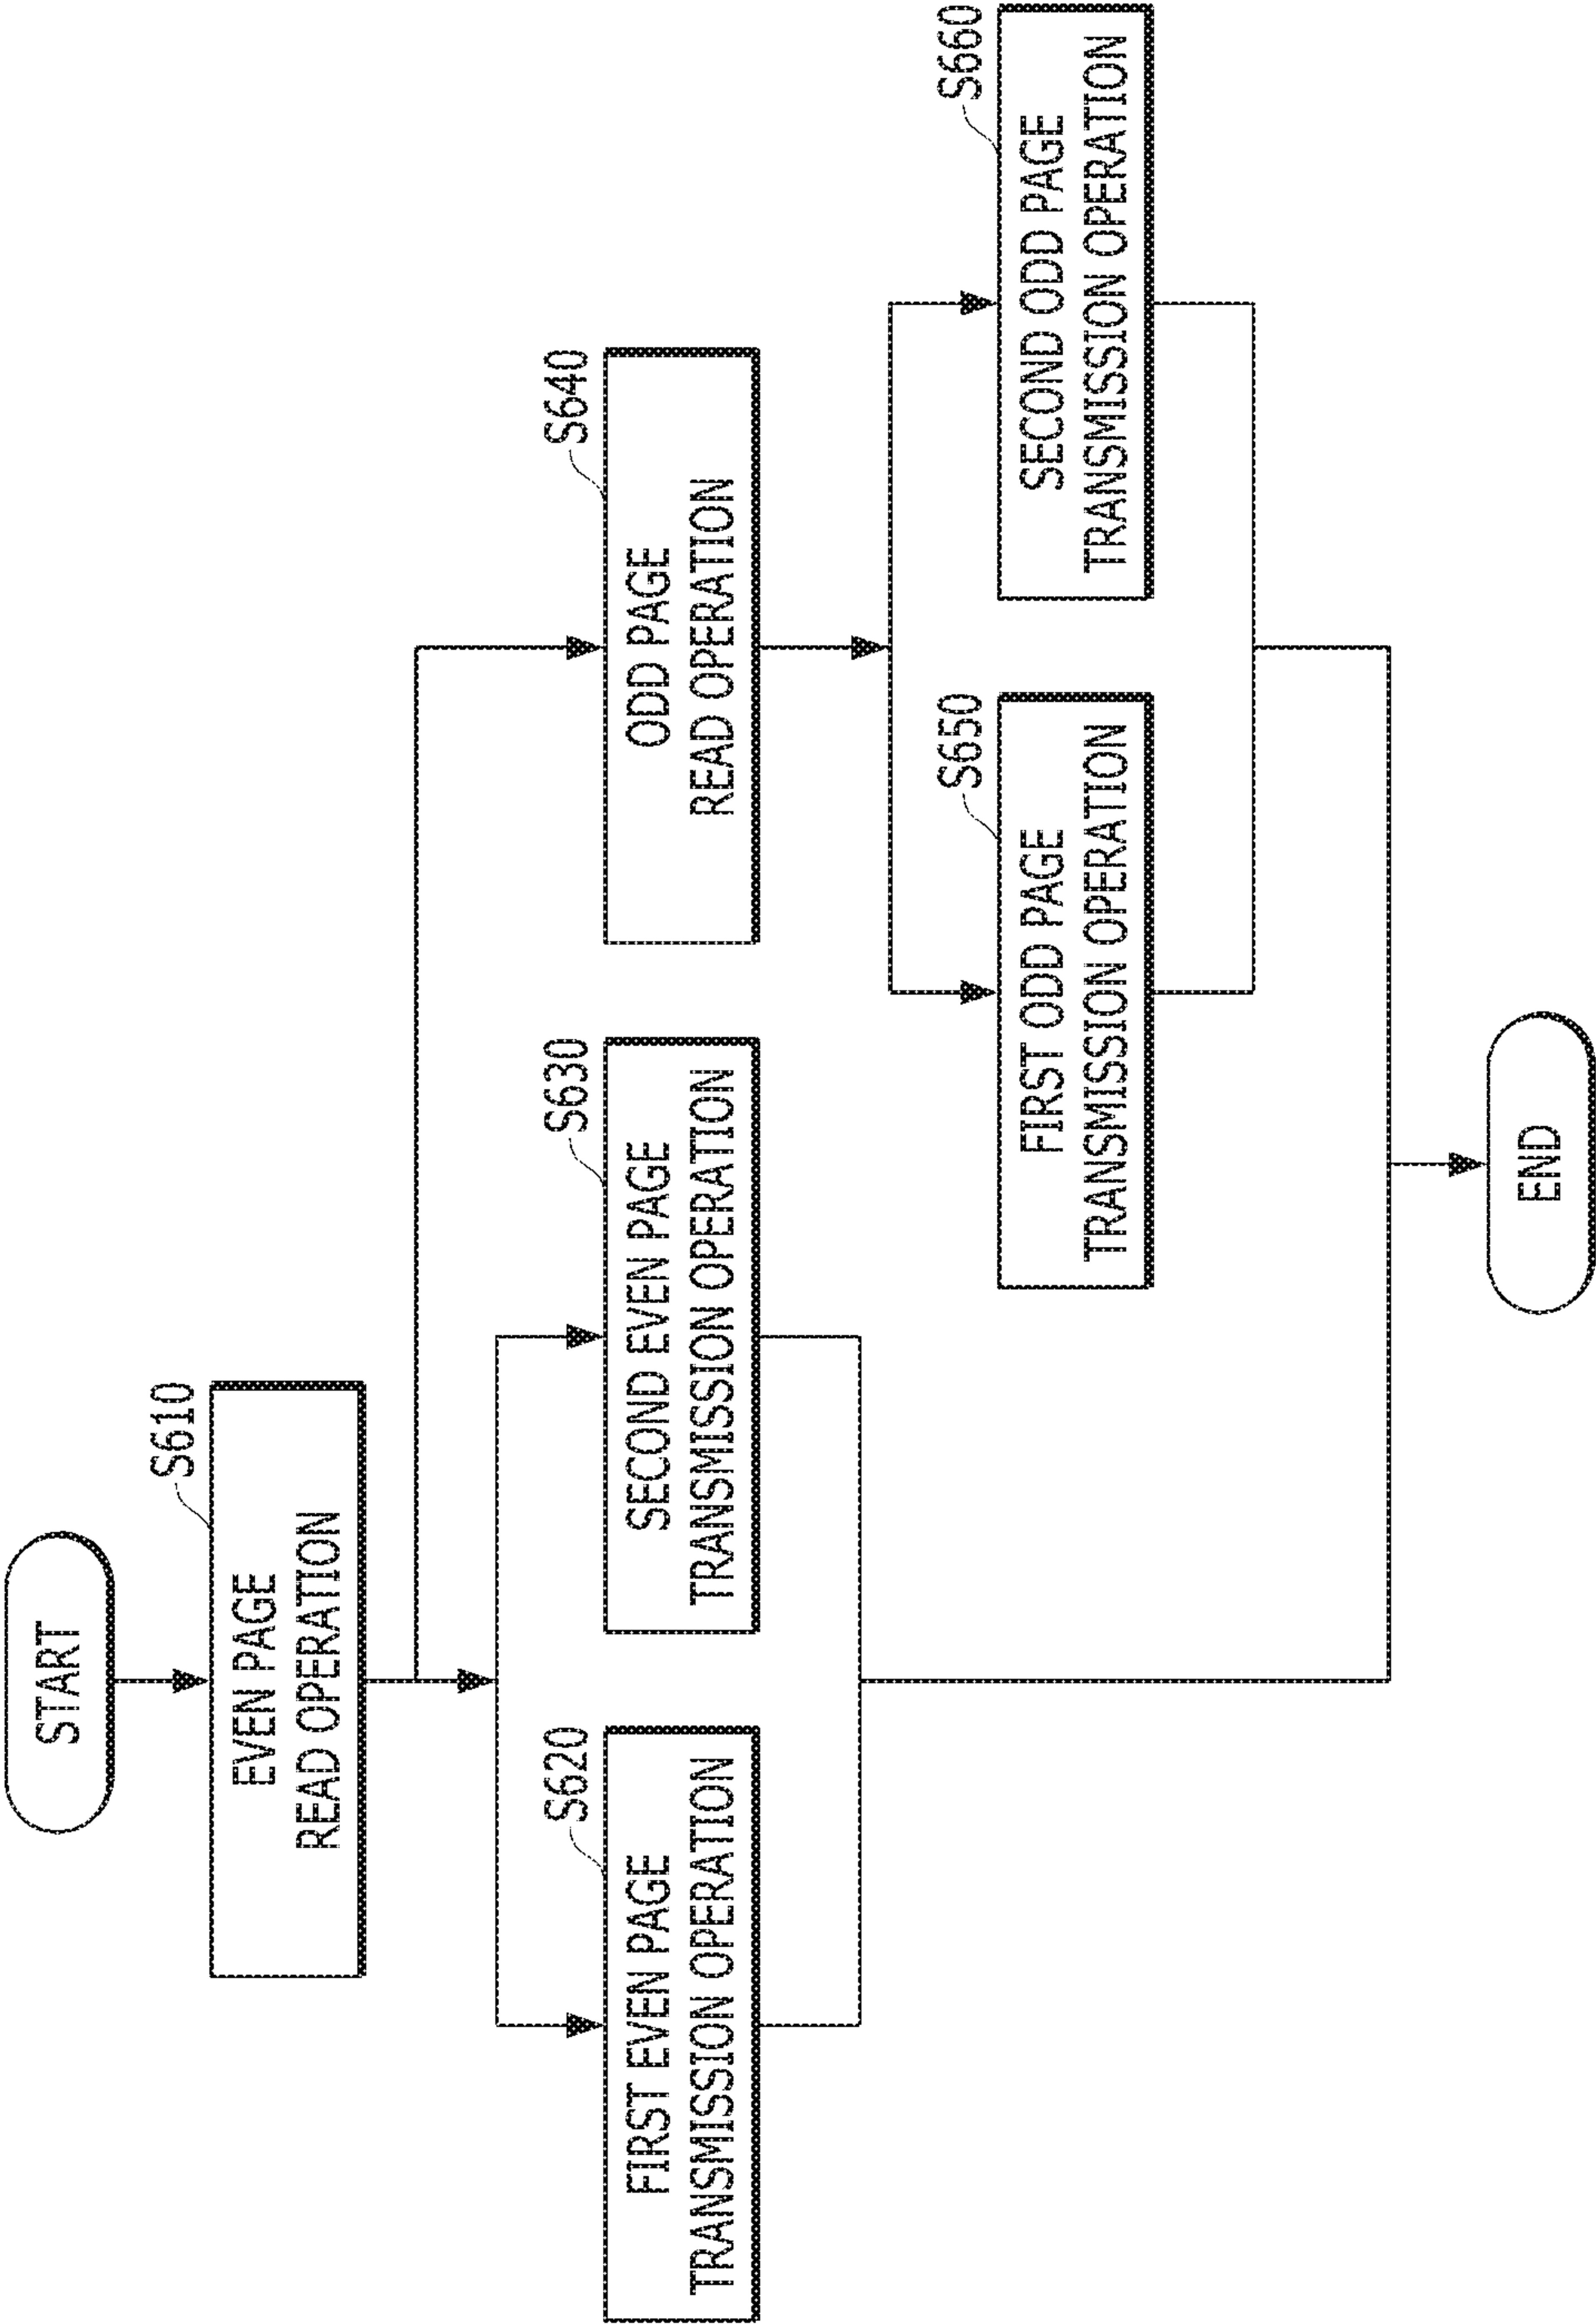 START
S610
EVEN PAGE
READ OPERATION
S620
FIRST EVEN PAGE
TRANSMISSION OPERATION
S630
SECOND EVEN PAGE
TRANSMISSION OPERATION
S640
ODD PAGE
READ OPERATION
S650
FIRST ODD PAGE
TRANSMISSION OPERATION
S660
SECOND ODD PAGE
TRANSMISSION OPERATION
END